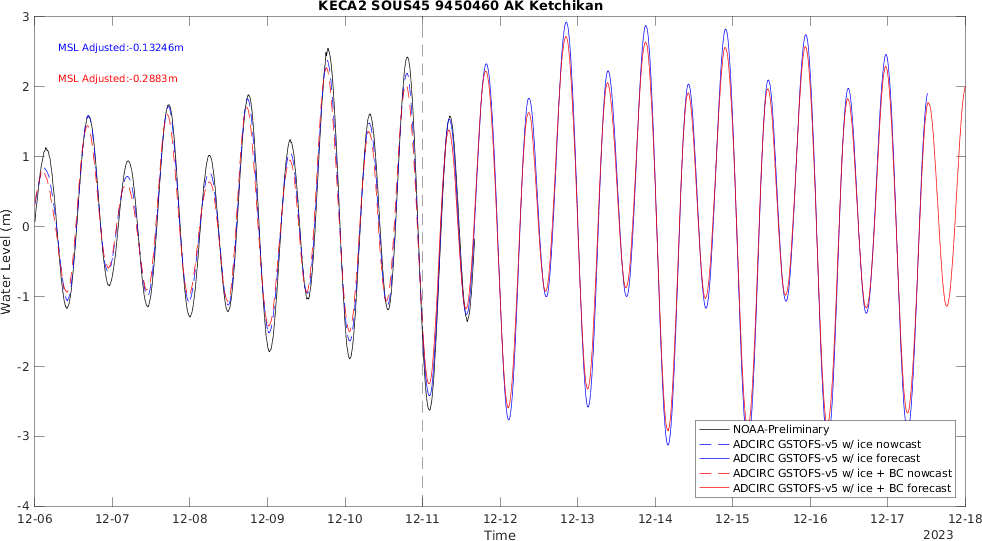 KECA2 SOUS45 9450460 AK Ketchikan
MSL Adjusted:-0.13246m
MSL Adjusted:-0.2883m
Water Level (m)
3
2
1
0
-1
-2
-3
-4
NOAA-Preliminary
ADCIRC GSTOFS-v5 w/ ice nowcast
ADCIRC GSTOFS-v5 w/ ice forecast
ADCIRC GSTOFS-v5 w/ ice + BC nowcast
ADCIRC GSTOFS-v5 w/ ice + BC forecast
12-06 12-07 12-08 12-09 12-10 12-11 12-12 12-13 12-14 12-15 12-16 12-17 12-18
Time
2023